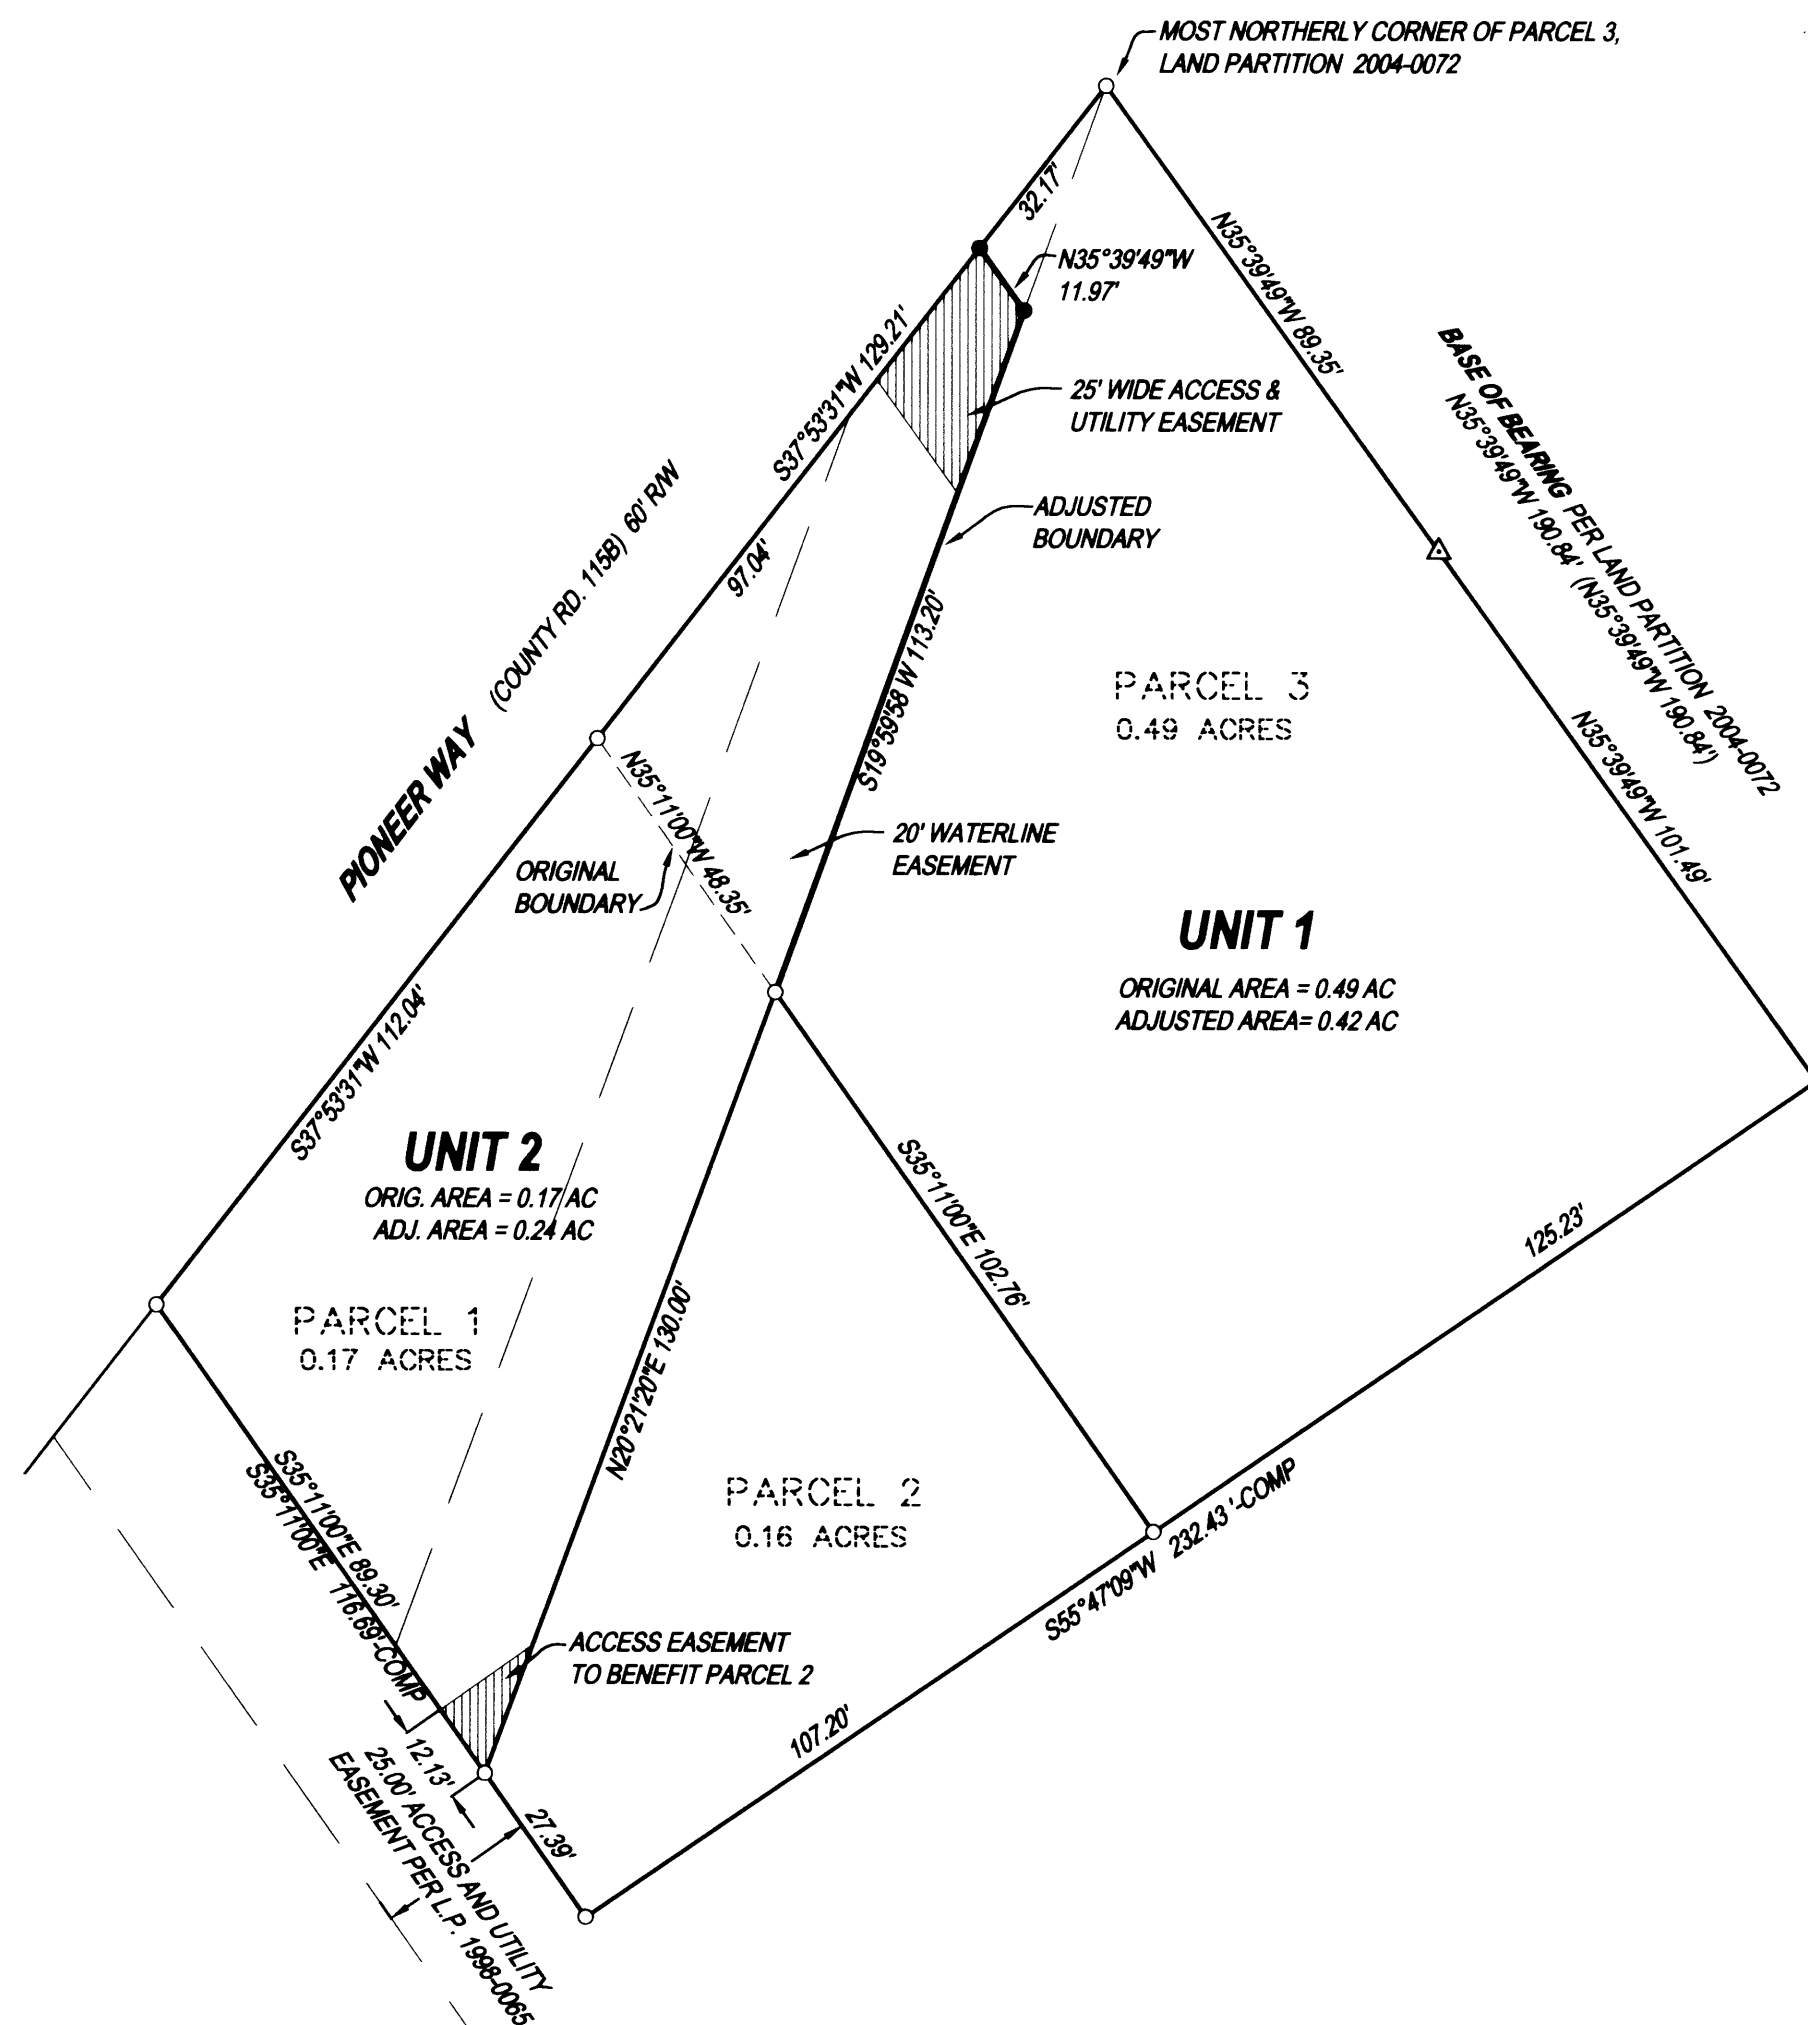 MOST NORTHERLY CORNER OF PARCEL 3,
LAND PARTITION 2004-0072
32.17'
N35°39'49"W
11.97'
N35°39'49"W 89.35'
BASE OF BEARING PER LAND PARTITION 2004-0072
N35°39'49"W 190.84' (N35°39'49"W 190.84')
S37°53'31"W 129.21'
25' WIDE ACCESS &
UTILITY EASEMENT
ADJUSTED
BOUNDARY
97.04'
PIONEER WAY (COUNTY RD. 115B) 60' R/W
S19°59'58 W 113.20'
PARCEL 3
0.49 ACRES
N35°39'49"W 101.49'
N35°11'00"W 48.35'
20' WATERLINE
EASEMENT
ORIGINAL
BOUNDARY
UNIT 1
ORIGINAL AREA = 0.49 AC
ADJUSTED AREA= 0.42 AC
S37°53'31"W 112.04'
UNIT 2
ORIG. AREA = 0.17 AC
ADJ. AREA = 0.24 AC
S35°11'00"E 102.76'
125.23'
PARCEL 1
0.17 ACRES
N20°21'20"E 130.00'
S35°11'00"E 89.30'
S35°11'00"E 116.69'-COMP
PARCEL 2
0.16 ACRES
S55°47'09"W 232.43 '-COMP
ACCESS EASEMENT
TO BENEFIT PARCEL 2
107.20'
12.13'
25.00' ACCESS AND UTILITY
EASEMENT PER L.P. 1998-0065
27.39'